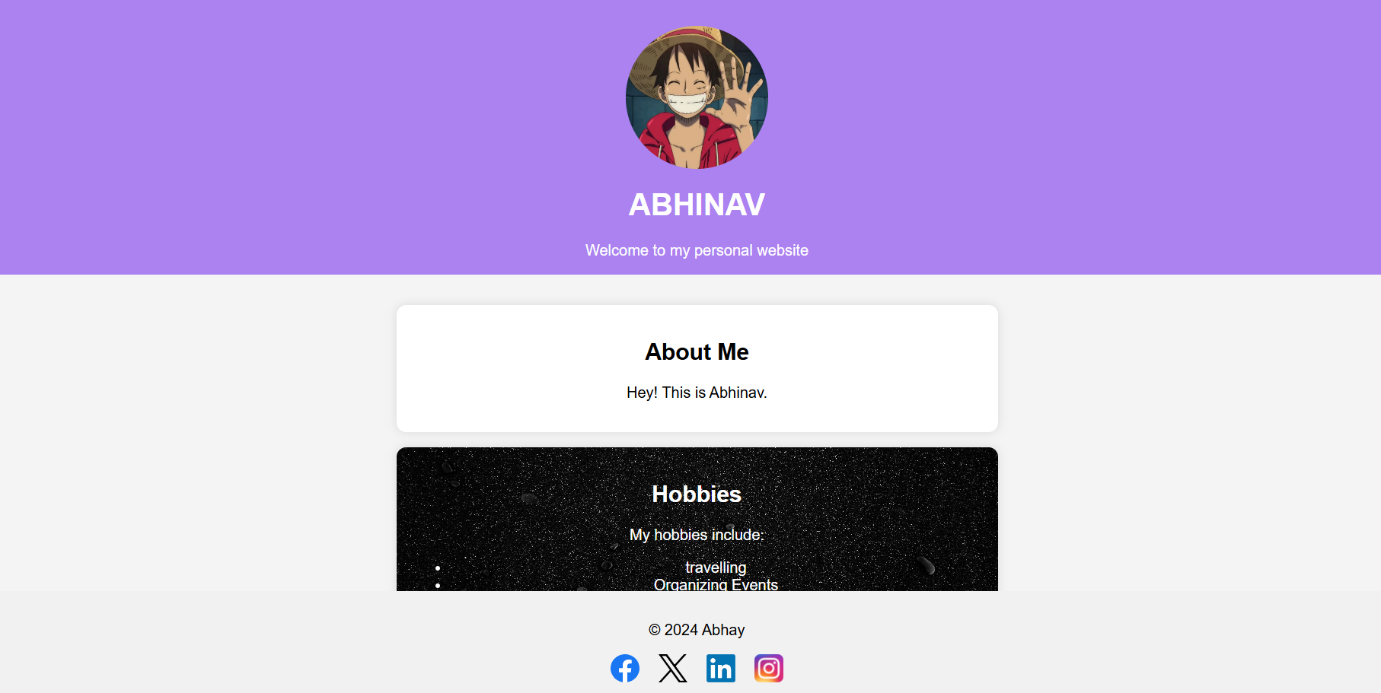 ABHINAV
Welcome to my personal website
About Me
Hey! This is Abhinav.
Hobbies
My hobbies include:
travelling
Organizing Events
© 2024 Abhay
in